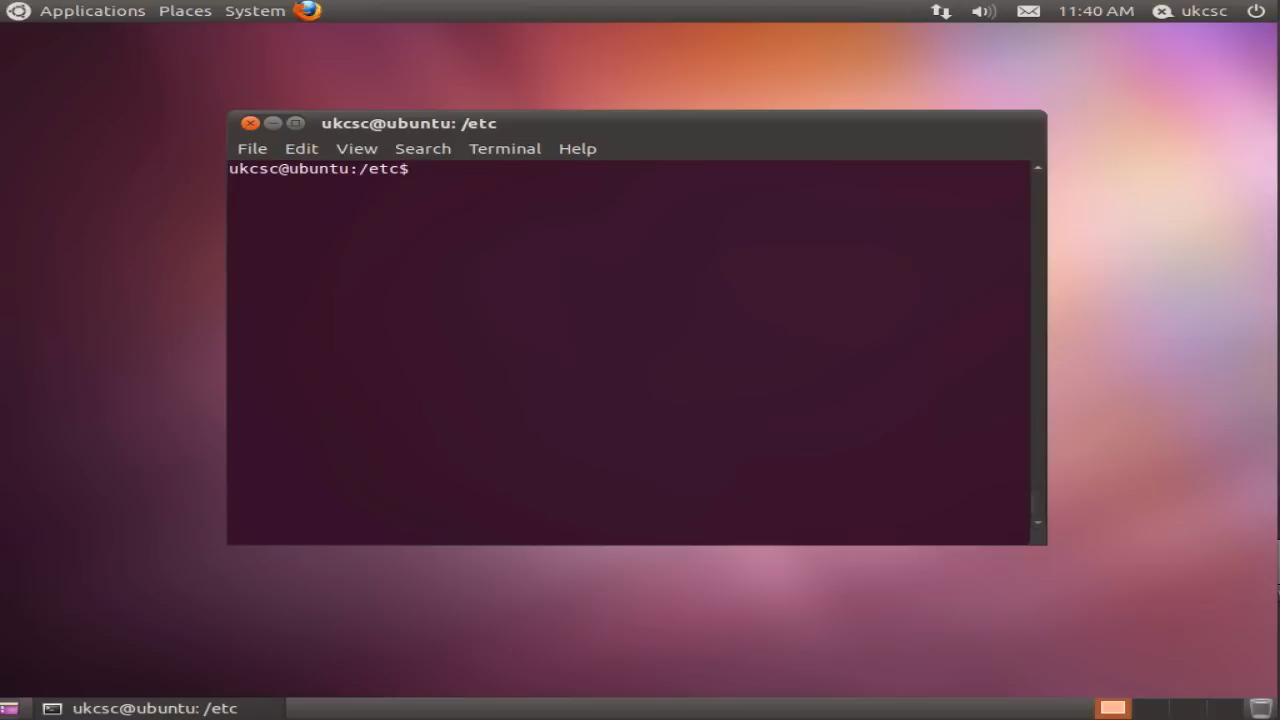 Applications Places System 11:40 AM ukcsc
ukcsc@ubuntu: /etc
File Edit View Search Terminal Help
ukcsc@ubuntu:/etc$
ukcsc@ubuntu: /etc